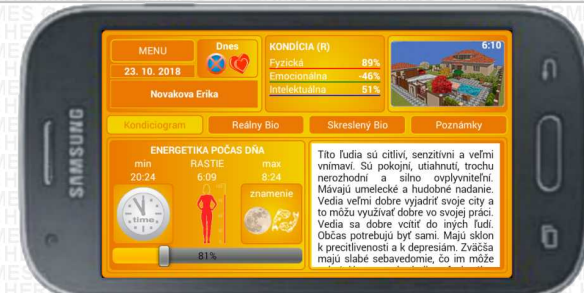 SAMSUNG
MENU
Dnes
23. 10. 2018
Novakova Erika
KONDÍCIA (R)
Fyzická 89%
Emocionálna -46%
Intelektuálna 51%
6:10
Kondiciogram
Reálny Bio
Skreslený Bio
Poznámky
ENERGETIKA POČAS DŇA
min RASTIE max
20:24 6:09 8:24
time
znamenie
81%
Títo ľudia sú citliví, senzitívni a veľmi
vnímaví. Sú pokojní, utiahnutí, trochu
nerozhodní a silno ovplyvniteľní.
Mávajú umelecké a hudobné nadanie.
Vedia veľmi dobre vyjadriť svoje city a
to môžu využívať dobre vo svojej práci.
Vedia sa dobre vcítiť do iných ľudí.
Občas potrebujú byť sami. Majú sklon
k precitlivenosti a k depresiám. Zväčša
majú slabé sebavedomie, čo im môže